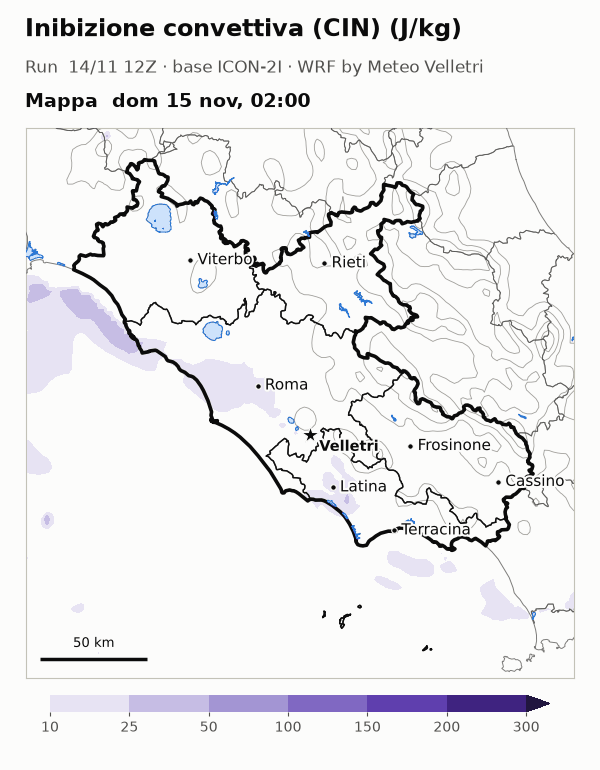 Inibizione convettiva (CIN) (J/kg)
Run 14/11 12Z · base ICON-2I · WRF by Meteo Velletri
Mappa dom 15 nov, 02:00
Viterbo
Rieti
Roma
Velletri
Frosinone
Cassino
Latina
Terracina
50 km
10 25 50 100 150 200 300